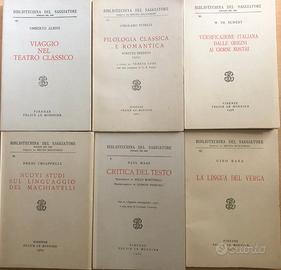 BIBLIOTECHINA DEL SAGGIATORE
UMBERTO ALBINI
VIAGGIO
NEL
TEATRO CLASSICO
FIRENZE
FELICE LE MONNIER
BIBLIOTECHINA DEL SAGGIATORE
GIROLAMO VITELLI
FILOLOGIA CLASSICA
E ROMANTICA
FIRENZE
FELICE LE MONNIER
BIBLIOTECHINA DEL SAGGIATORE
W. TH. ELWERT
VERSIFICAZIONE ITALIANA
DALLE ORIGINI
AI GIORNI NOSTRI
FIRENZE
FELICE LE MONNIER
BIBLIOTECHINA DEL SAGGIATORE
FREDI CHIAPPELLI
NUOVI STUDI
SUL LINGUAGGIO
DEL MACHIAVELLI
FIRENZE
FELICE LE MONNIER
BIBLIOTECHINA DEL SAGGIATORE
PAUL MAAS
CRITICA DEL TESTO
FIRENZE
FELICE LE MONNIER
BIBLIOTECHINA DEL SAGGIATORE
GINO RAYA
LA LINGUA DEL VERGA
FIRENZE
FELICE LE MONNIER
subito